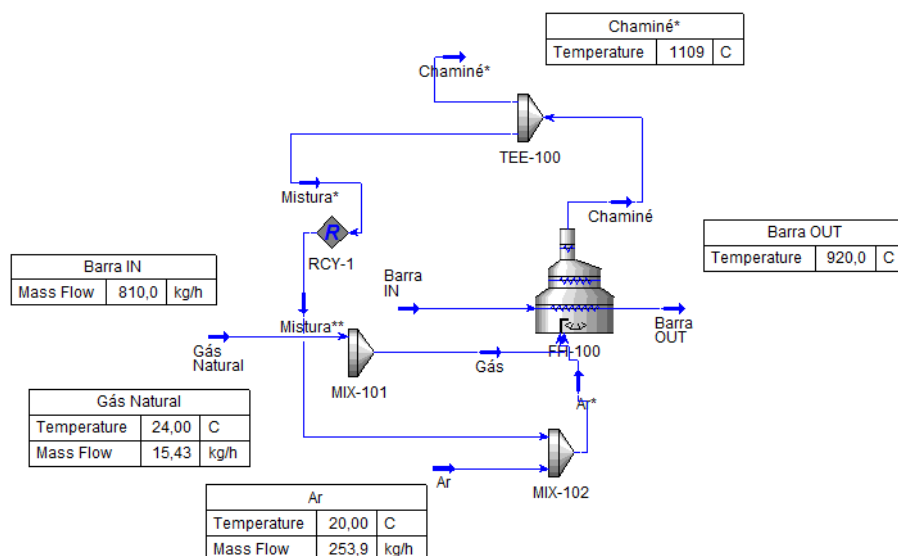 Chaminé*
Temperature 1109 C
Chaminé*
TEE-100
Mistura*
Chaminé
RCY-1
Barra OUT
Temperature 920,0 C
Barra IN
Mass Flow 810,0 kg/h
Barra
IN
Barra
OUT
Mistura**
Gás
Natural
MIX-101
Gás
FH-100
Gás Natural
Temperature 24,00 C
Mass Flow 15,43 kg/h
Ar*
Ar
MIX-102
Ar
Temperature 20,00 C
Mass Flow 253,9 kg/h